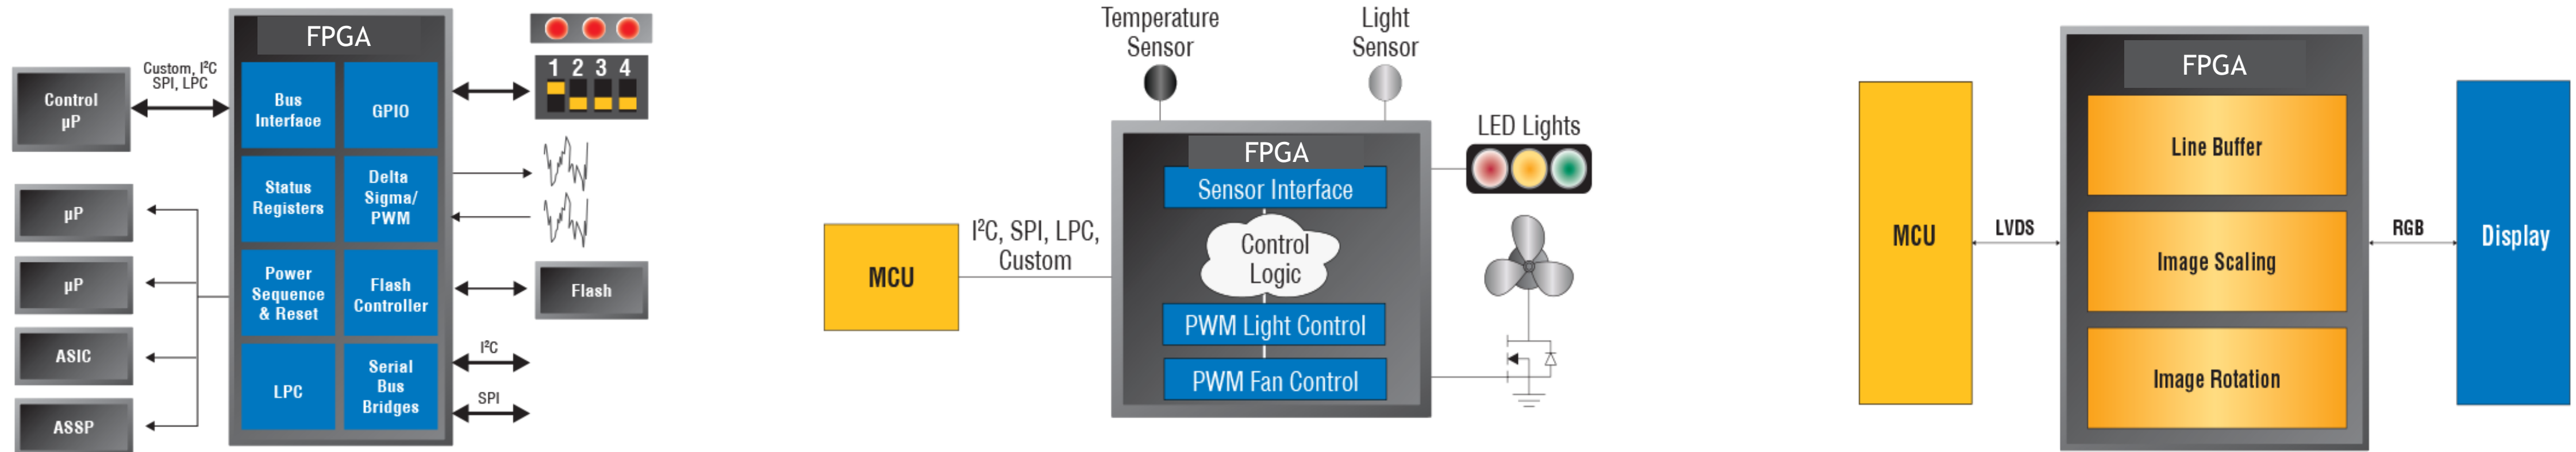 FPGA
1 2 3 4
Custom, I²C
SPI, LPC
Control
µP
Bus
Interface
GPIO
Status
Registers
Delta
Sigma/
PWM
µP
µP
Power
Sequence
& Reset
Flash
Controller
Flash
ASIC
LPC
Serial
Bus
Bridges
I²C
SPI
ASSP
Temperature
Sensor
Light
Sensor
FPGA
LED Lights
Sensor Interface
Control
Logic
MCU
I²C, SPI, LPC,
Custom
PWM Light Control
PWM Fan Control
FPGA
Line Buffer
MCU
LVDS
Image Scaling
RGB
Display
Image Rotation